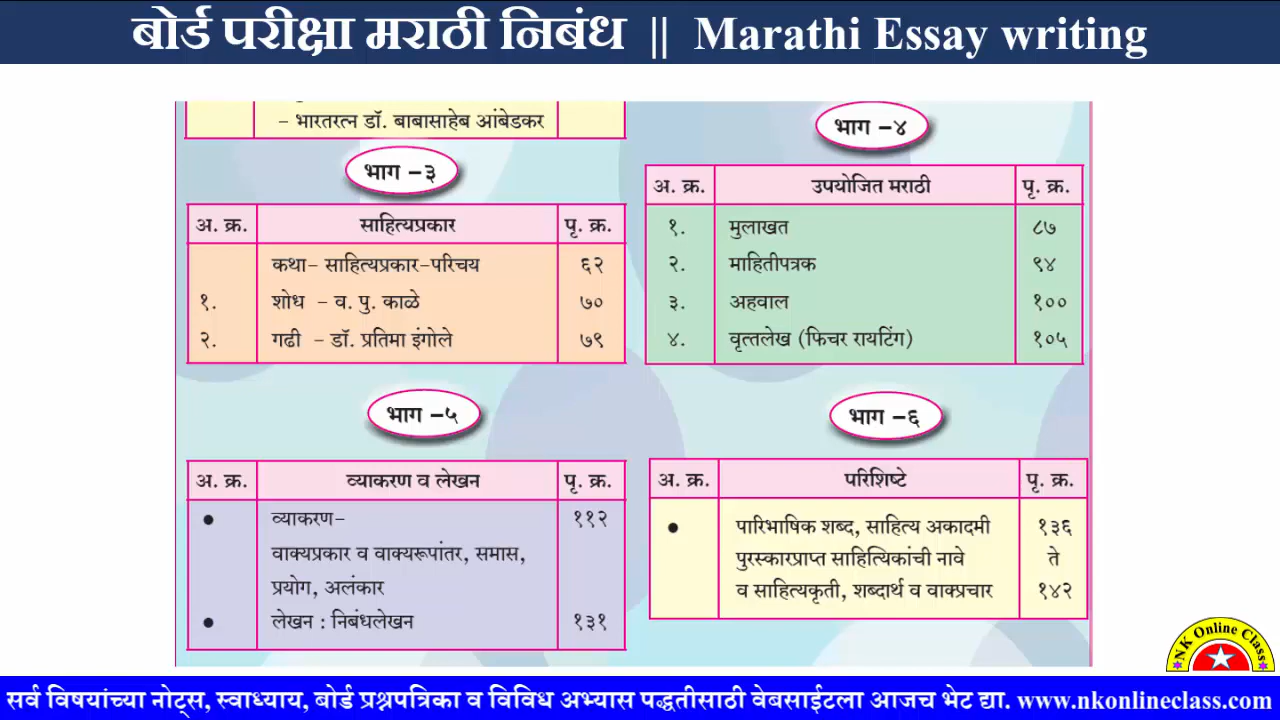 बोर्ड परीक्षा मराठी निबंध || Marathi Essay writing
– भारतरत्न डॉ. बाबासाहेब आंबेडकर
भाग –३
अ. क्र. साहित्यप्रकार पृ. क्र.
कथा– साहित्यप्रकार–परिचय ६२
१. शोध – व. पु. काळे ७०
२. गढी – डॉ. प्रतिमा इंगोले ७९
भाग –४
अ. क्र. उपयोजित मराठी पृ. क्र.
१. मुलाखत ८७
२. माहितीपत्रक ९४
३. अहवाल १००
४. वृत्तलेख (फिचर रायटिंग) १०५
भाग –५
अ. क्र. व्याकरण व लेखन पृ. क्र.
• व्याकरण– ११२
वाक्यप्रकार व वाक्यरूपांतर, समास,
प्रयोग, अलंकार
• लेखन : निबंधलेखन १३१
भाग –६
अ. क्र. परिशिष्टे पृ. क्र.
• पारिभाषिक शब्द, साहित्य अकादमी १३६
पुरस्कारप्राप्त साहित्यिकांची नावे ते
व साहित्यकृती, शब्दार्थ व वाक्प्रचार १४२
NK Online Class
सर्व विषयांच्या नोट्स, स्वाध्याय, बोर्ड प्रश्नपत्रिका व विविध अभ्यास पद्धतीसाठी वेबसाईटला आजच भेट द्या. www.nkonlineclass.com